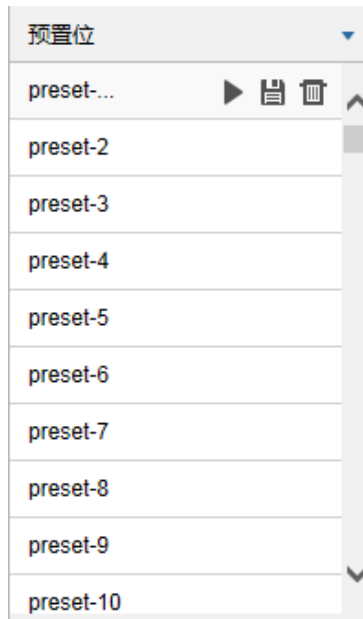 预置位
preset-...
preset-2
preset-3
preset-4
preset-5
preset-6
preset-7
preset-8
preset-9
preset-10